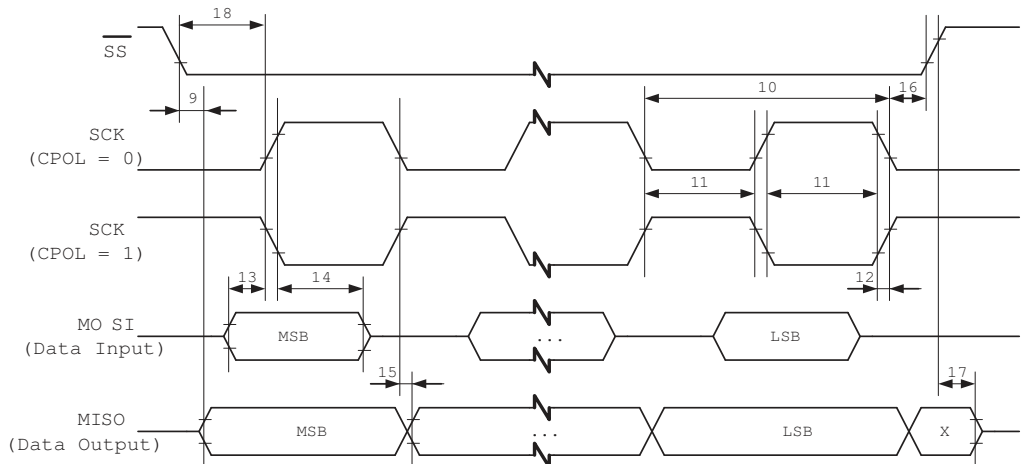 18
SS
9
10
16
SCK
(CPOL = 0)
11
11
SCK
(CPOL = 1)
13
14
12
MO SI
(Data Input)
MSB
...
LSB
15
17
MISO
(Data Output)
MSB
...
LSB
X